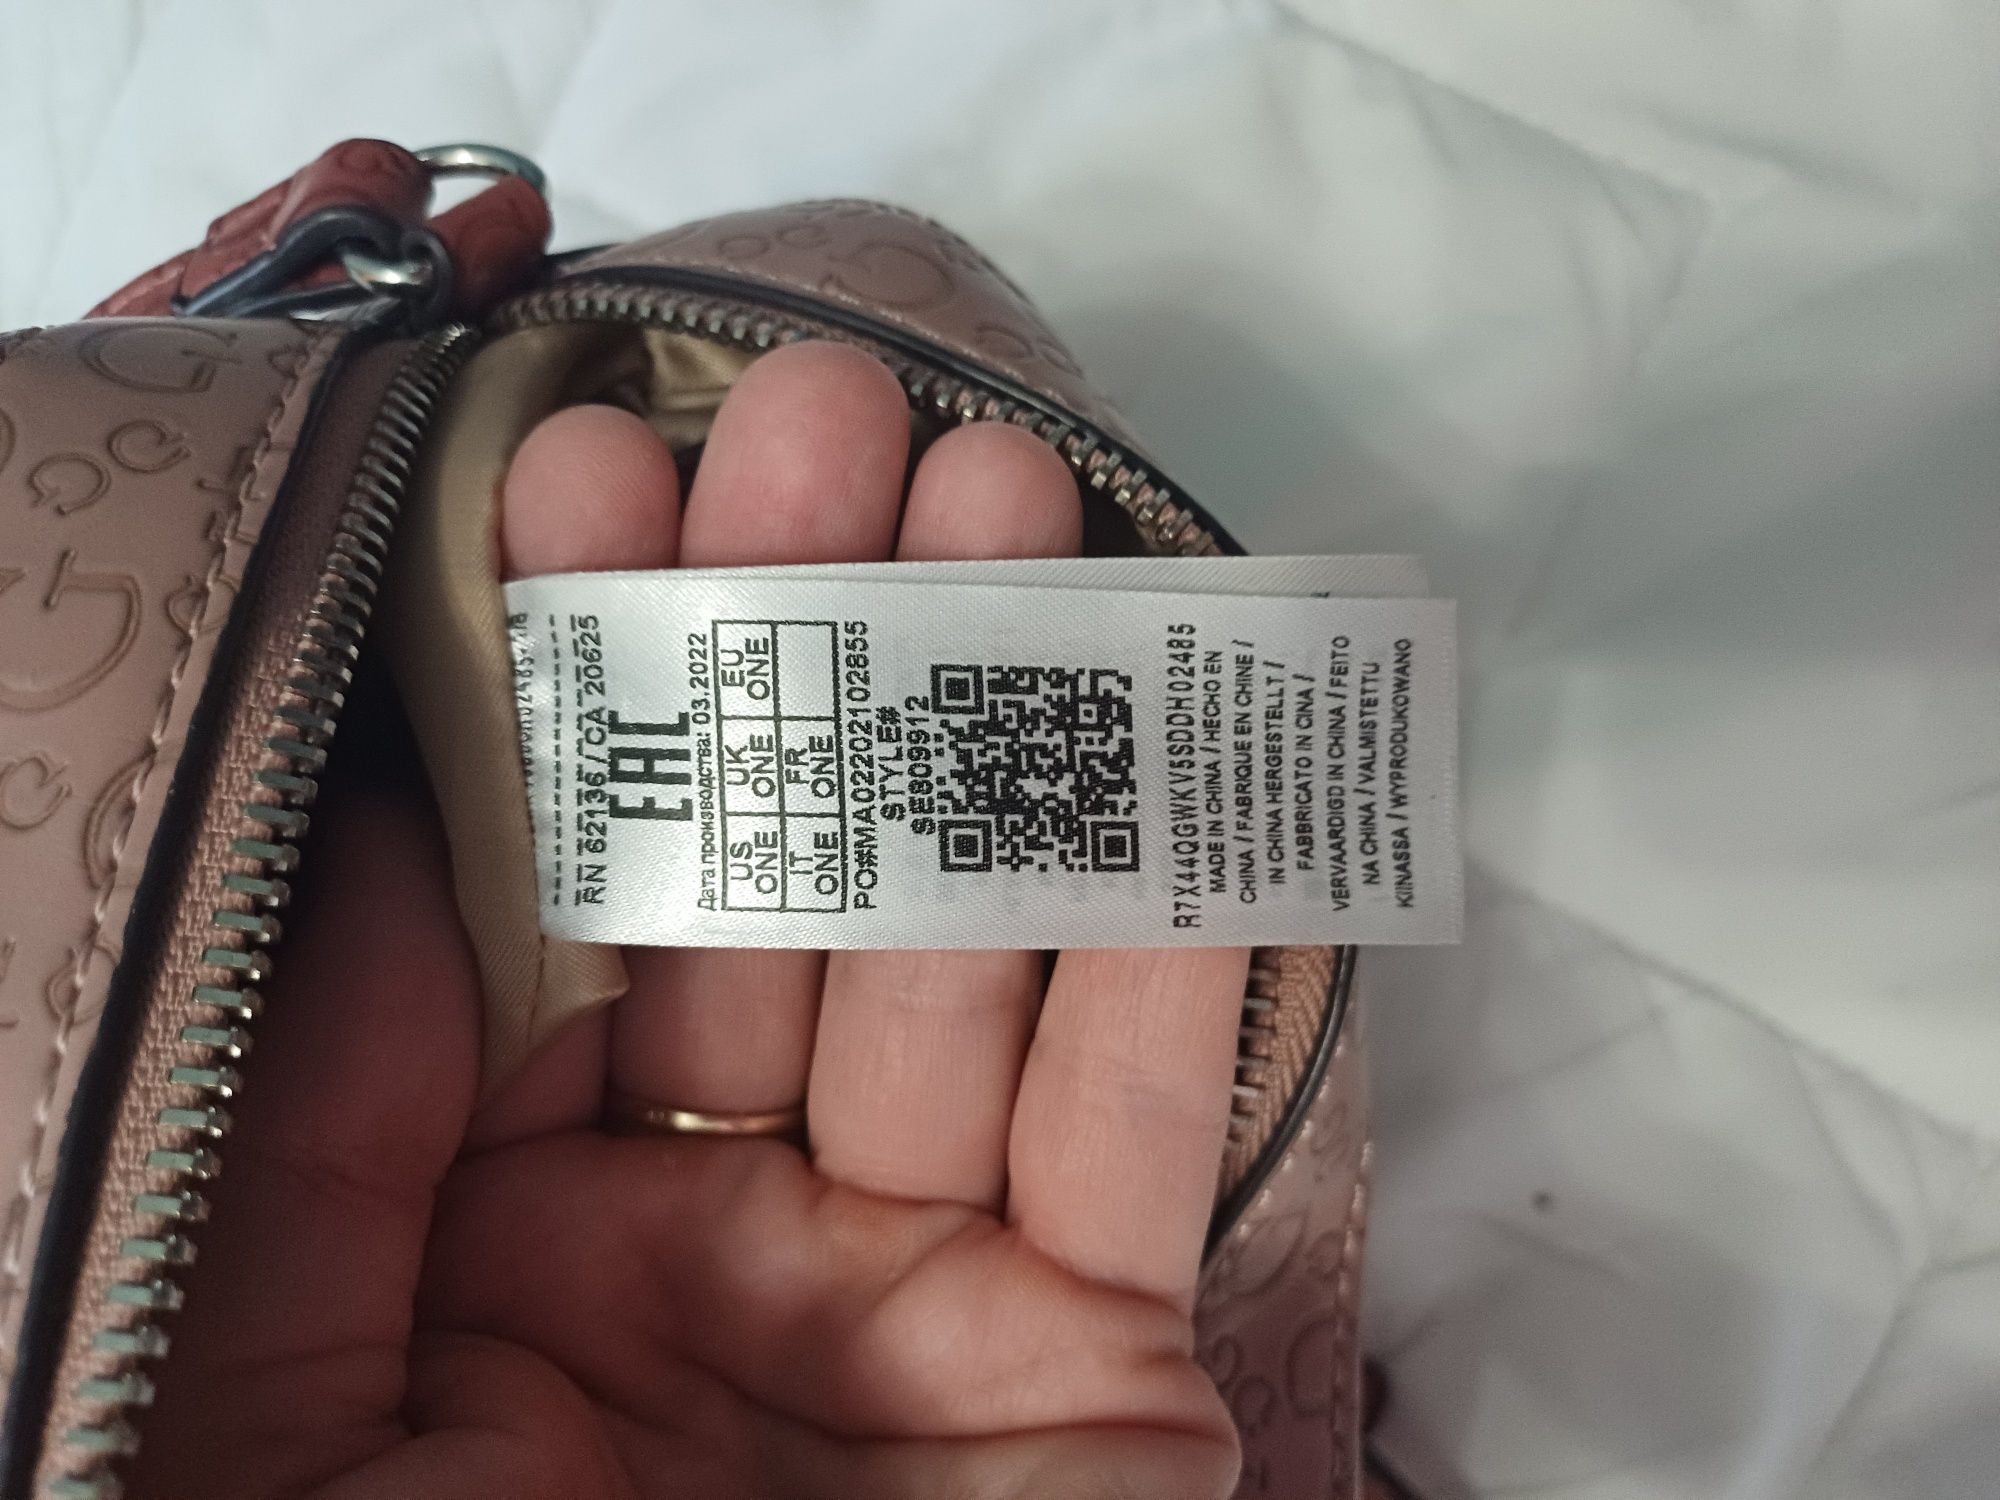 RN 62136 / CA 20625
EAC
Дата производства: 03.2022
US UK EU
ONE ONE ONE
IT FR
ONE ONE
PO#MA02202102855
STYLE#
SE809912
R7X44QGWKV5SDDH02485
MADE IN CHINA / HECHO EN
CHINA / FABRIQUE EN CHINE /
IN CHINA HERGESTELLT /
FABBRICATO IN CINA /
VERVAARDIGD IN CHINA / FEITO
NA CHINA / VALMISTETTU
KIINASSA / WYPRODUKOWANO